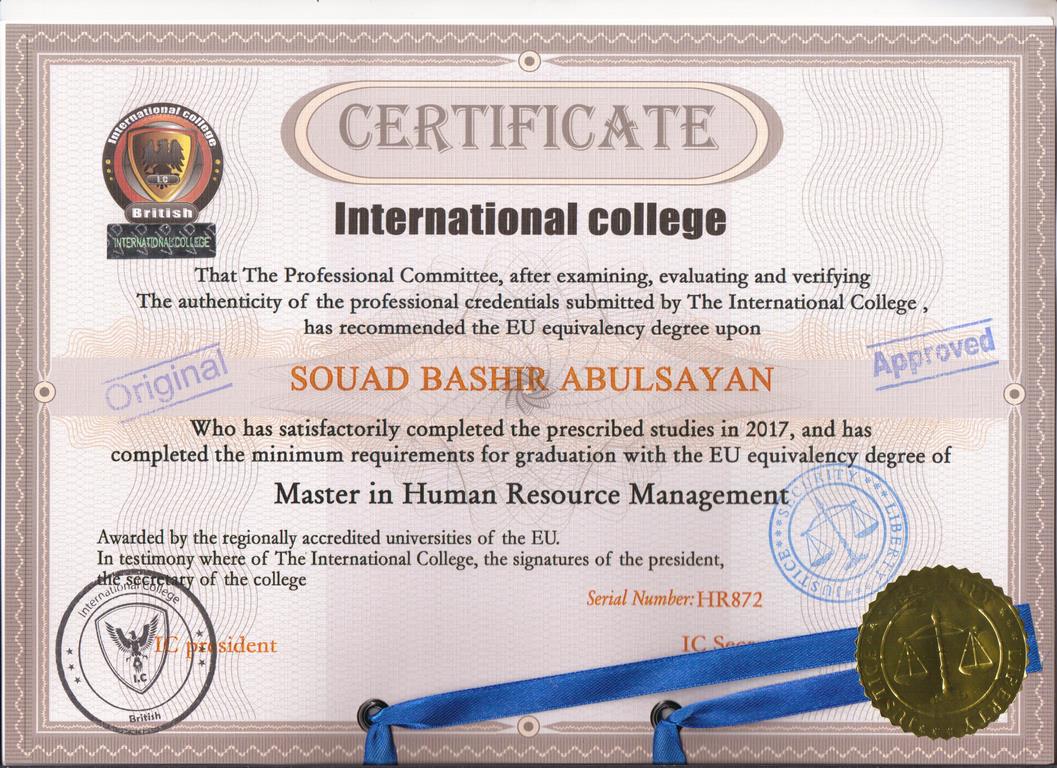 International college
I.C
British
INTERNATIONAL COLLEGE
CERTIFICATE
International college
That The Professional Committee, after examining, evaluating and verifying
The authenticity of the professional credentials submitted by The International College ,
has recommended the EU equivalency degree upon
Original
Approved
SOUAD BASHIR ABULSAYAN
Who has satisfactorily completed the prescribed studies in 2017, and has
completed the minimum requirements for graduation with the EU equivalency degree of
Master in Human Resource Management
SECURITY *** LIBERTY *** JUSTICE ***
Awarded by the regionally accredited universities of the EU.
In testimony where of The International College, the signatures of the president,
the secretary of the college
Serial Number: HR872
International College
I.C
British
IC president
IC